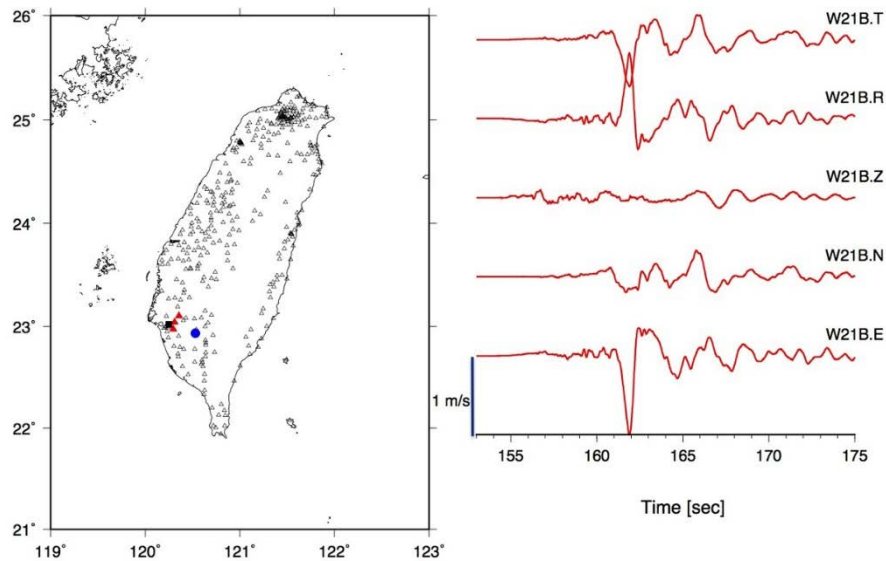 26°
25°
24°
23°
22°
21°
119° 120° 121° 122° 123°
W21B.T
W21B.R
W21B.Z
W21B.N
W21B.E
1 m/s
155 160 165 170 175
Time [sec]